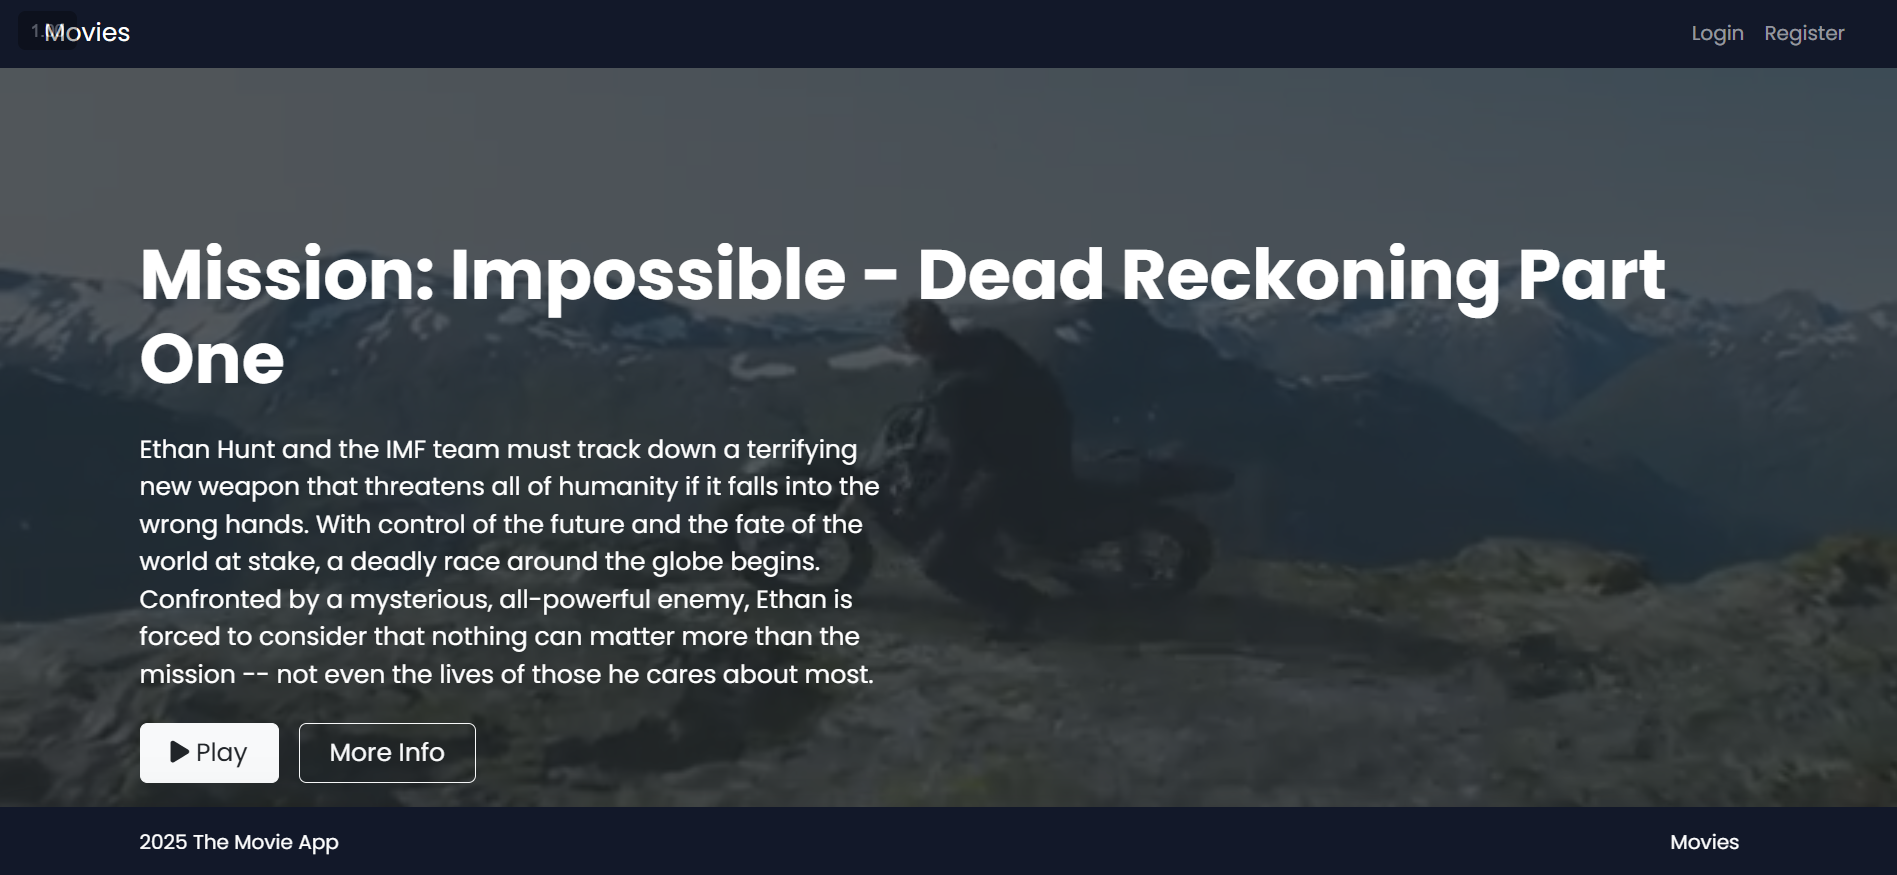 Movies
Login Register
Mission: Impossible - Dead Reckoning Part
One
Ethan Hunt and the IMF team must track down a terrifying
new weapon that threatens all of humanity if it falls into the
wrong hands. With control of the future and the fate of the
world at stake, a deadly race around the globe begins.
Confronted by a mysterious, all-powerful enemy, Ethan is
forced to consider that nothing can matter more than the
mission -- not even the lives of those he cares about most.
Play More Info
2025 The Movie App Movies